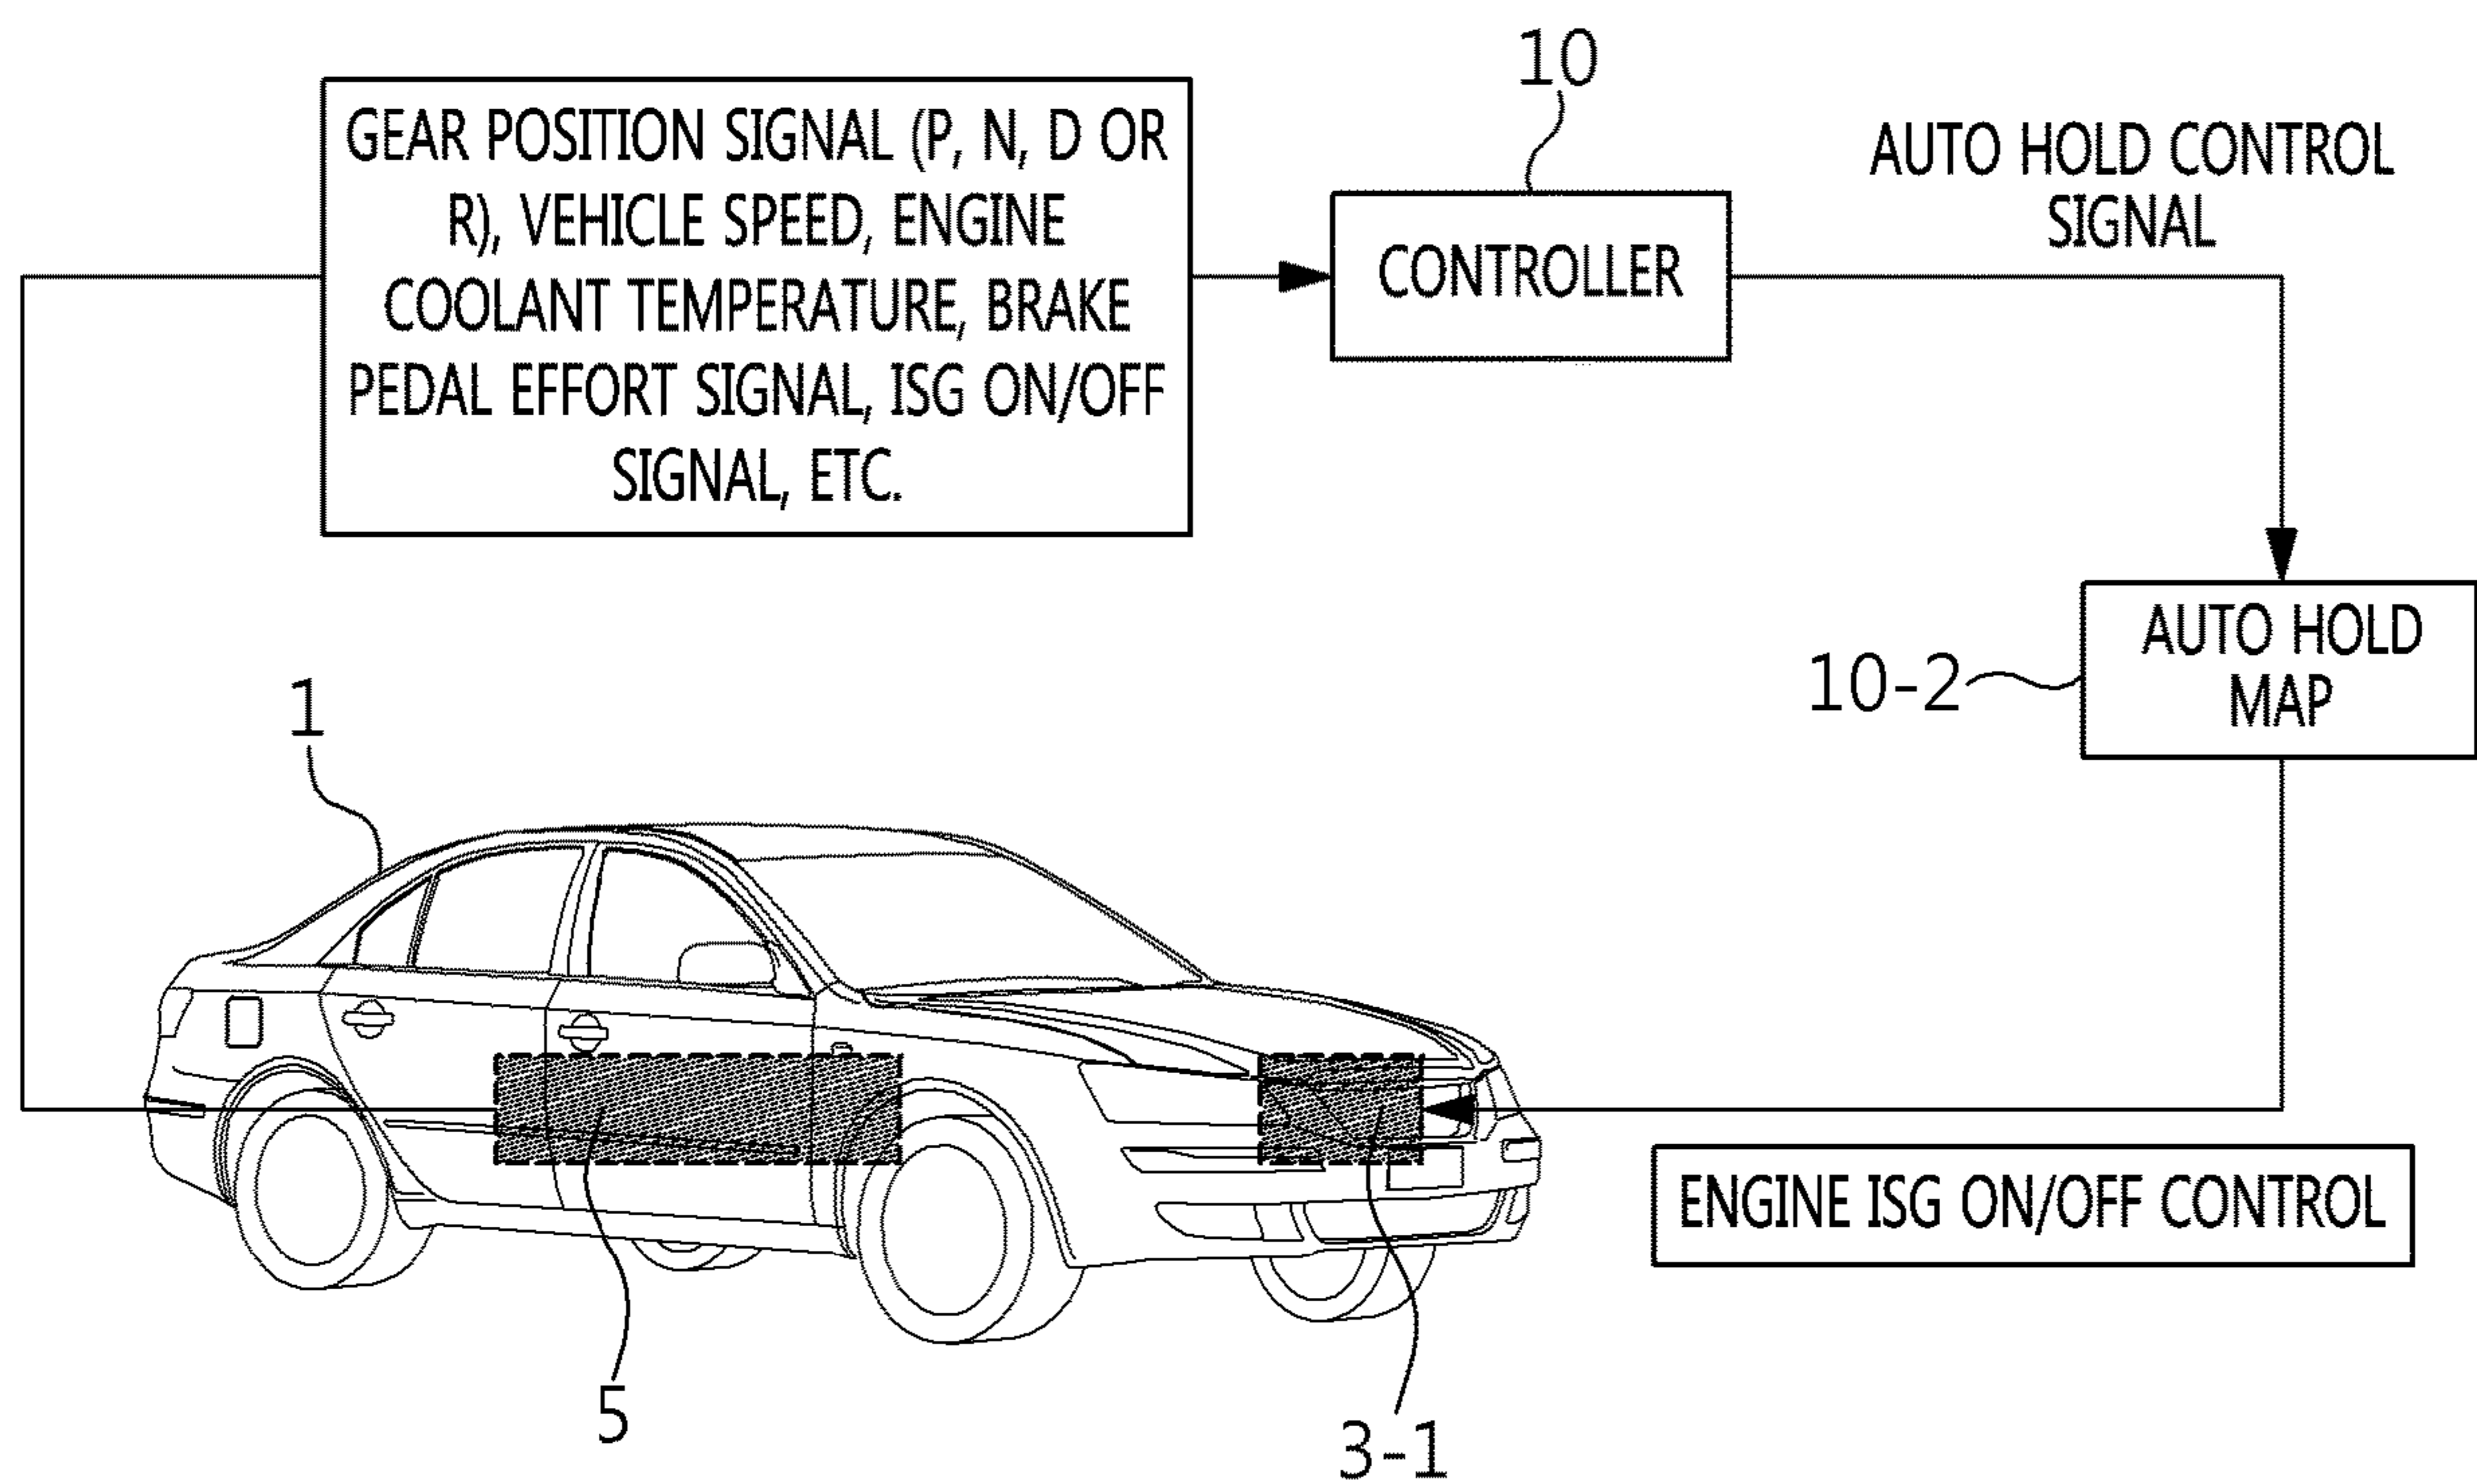 10
GEAR POSITION SIGNAL (P, N, D OR
R), VEHICLE SPEED, ENGINE
COOLANT TEMPERATURE, BRAKE
PEDAL EFFORT SIGNAL, ISG ON/OFF
SIGNAL, ETC.
CONTROLLER
AUTO HOLD CONTROL
SIGNAL
AUTO HOLD
MAP
10-2
1
ENGINE ISG ON/OFF CONTROL
5
3-1